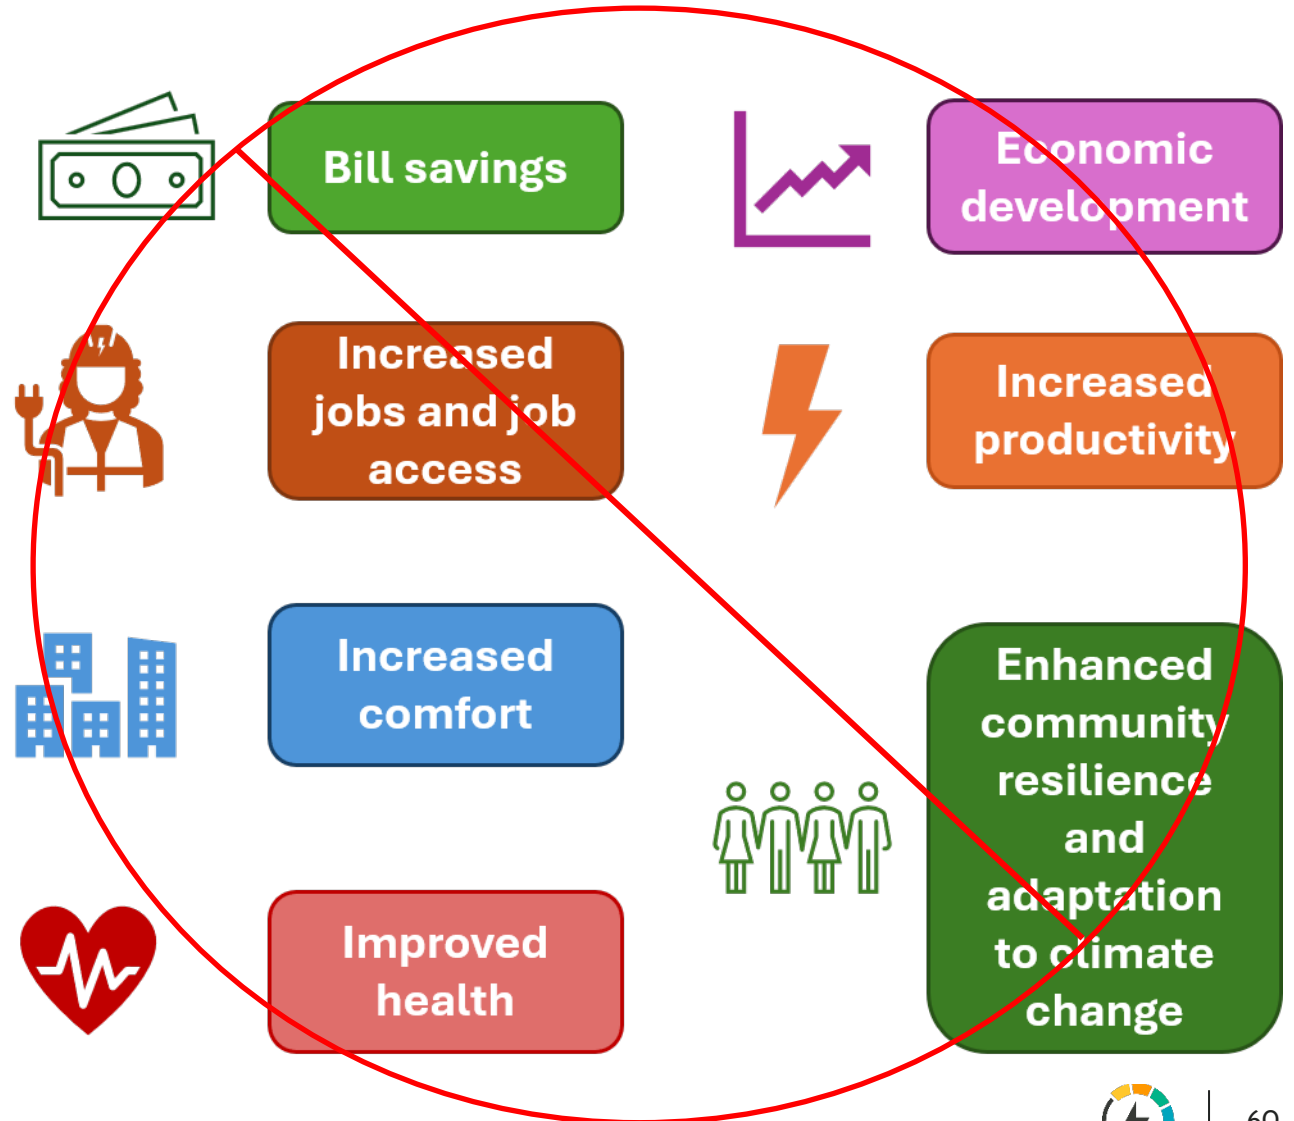 Bill savings
Increased
jobs and job
access
Increased
comfort
Improved
health
Economic
development
Increased
productivity
Enhanced
community
resilience
and
adaptation
to climate
change
60